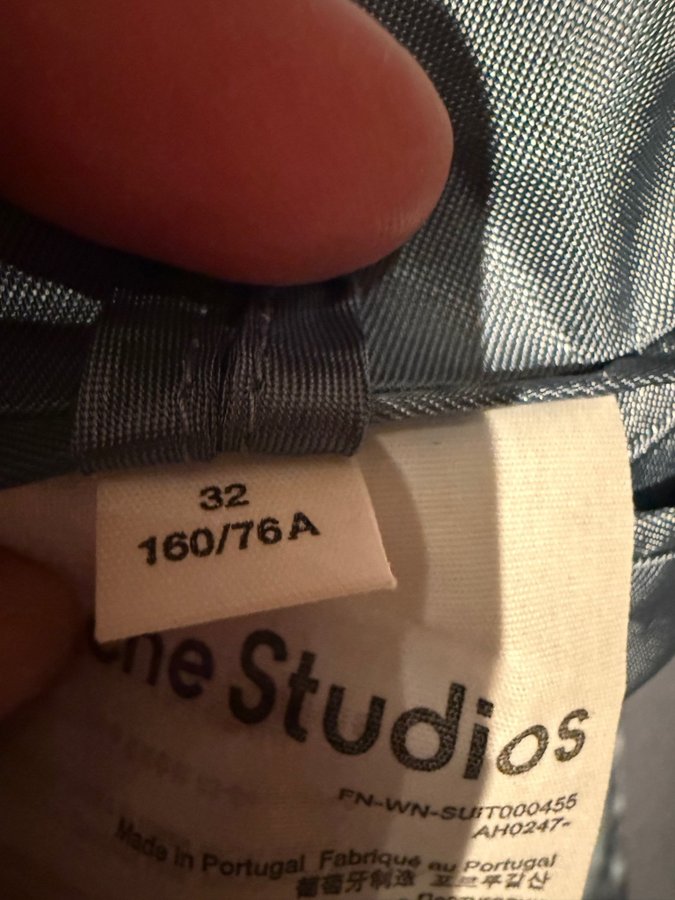 32
160/76A
Studios
FN-WN-SUIT000455
AH0247-
Made in Portugal Fabriqué au Portugal
葡萄牙制造 포르투갈산